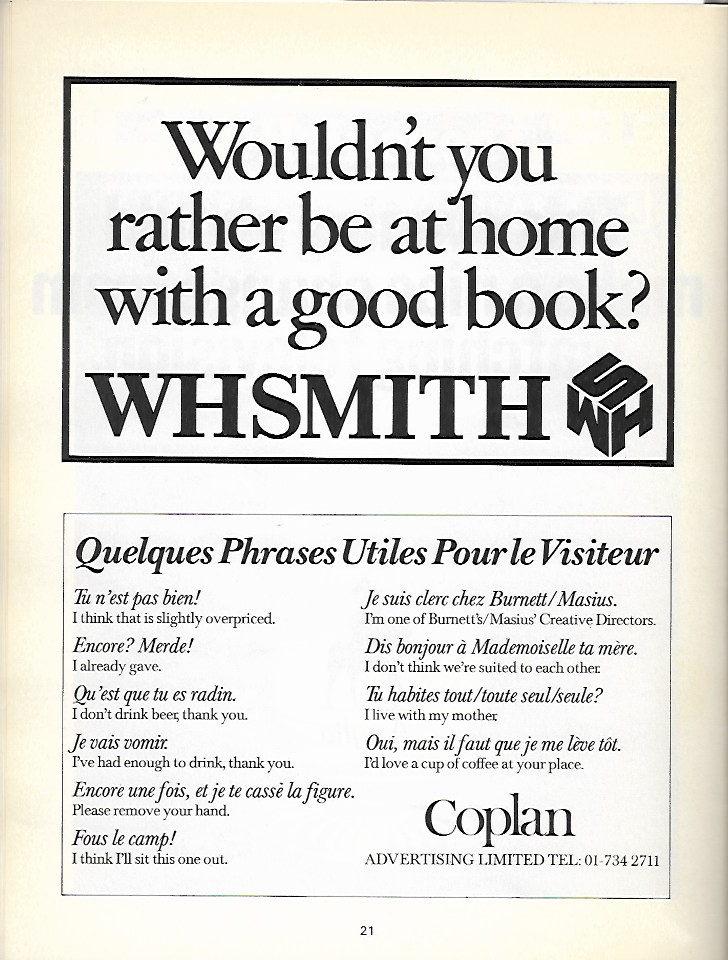 Wouldn't you
rather be at home
with a good book?
WHSMITH
WHS
Quelques Phrases Utiles Pour le Visiteur
Tu n'est pas bien!
I think that is slightly overpriced.
Encore? Merde!
I already gave.
Qu'est que tu es radin.
I don't drink beer, thank you.
Je vais vomir.
I've had enough to drink, thank you.
Encore une fois, et je te cassè la figure.
Please remove your hand.
Fous le camp!
I think I'll sit this one out.
Je suis clerc chez Burnett/Masius.
I'm one of Burnett's/Masius' Creative Directors.
Dis bonjour à Mademoiselle ta mère.
I don't think we're suited to each other.
Tu habites tout/toute seul/seule?
I live with my mother.
Oui, mais il faut que je me lève tôt.
I'd love a cup of coffee at your place.
Coplan
ADVERTISING LIMITED TEL: 01-734 2711
21